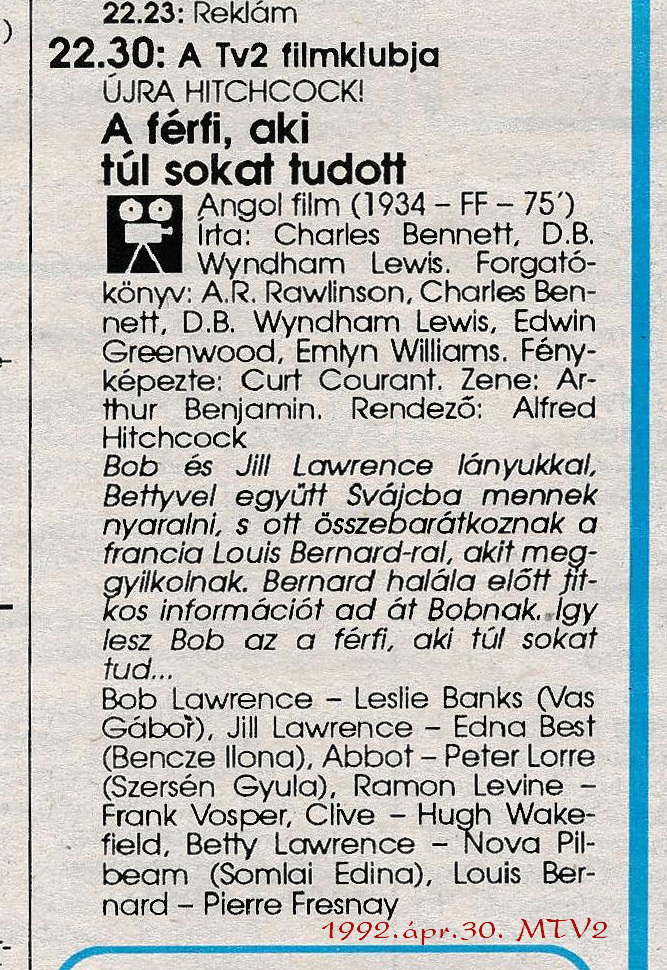 22.23: Reklám
22.30: A Tv2 filmklubja
ÚJRA HITCHCOCK!
A férfi, aki
túl sokat tudott
Angol film (1934 – FF – 75')
Írta: Charles Bennett, D.B.
Wyndham Lewis. Forgató-
könyv: A.R. Rawlinson, Charles Ben-
nett, D.B. Wyndham Lewis, Edwin
Greenwood, Emlyn Williams. Fény-
képezte: Curt Courant. Zene: Ar-
thur Benjamin. Rendező: Alfred
Hitchcock
Bob és Jill Lawrence lányukkal,
Bettyvel együtt Svájcba mennek
nyaralni, s ott összebarátkoznak a
francia Louis Bernard-ral, akit meg-
gyilkolnak. Bernard halála előtt tit-
kos információt ad át Bobnak. Így
lesz Bob az a férfi, aki túl sokat
tud...
Bob Lawrence – Leslie Banks (Vas
Gábor), Jill Lawrence – Edna Best
(Bencze Ilona), Abbot – Peter Lorre
(Szersén Gyula), Ramon Levine –
Frank Vosper, Clive – Hugh Wake-
field, Betty Lawrence – Nova Pil-
beam (Somlai Edina), Louis Ber-
nard – Pierre Fresnay
1992.ápr.30. MTV2